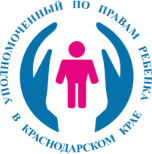 УПОЛНОМОЧЕННЫЙ ПО ПРАВАМ РЕБЕНКА
В КРАСНОДАРСКОМ КРАЕ